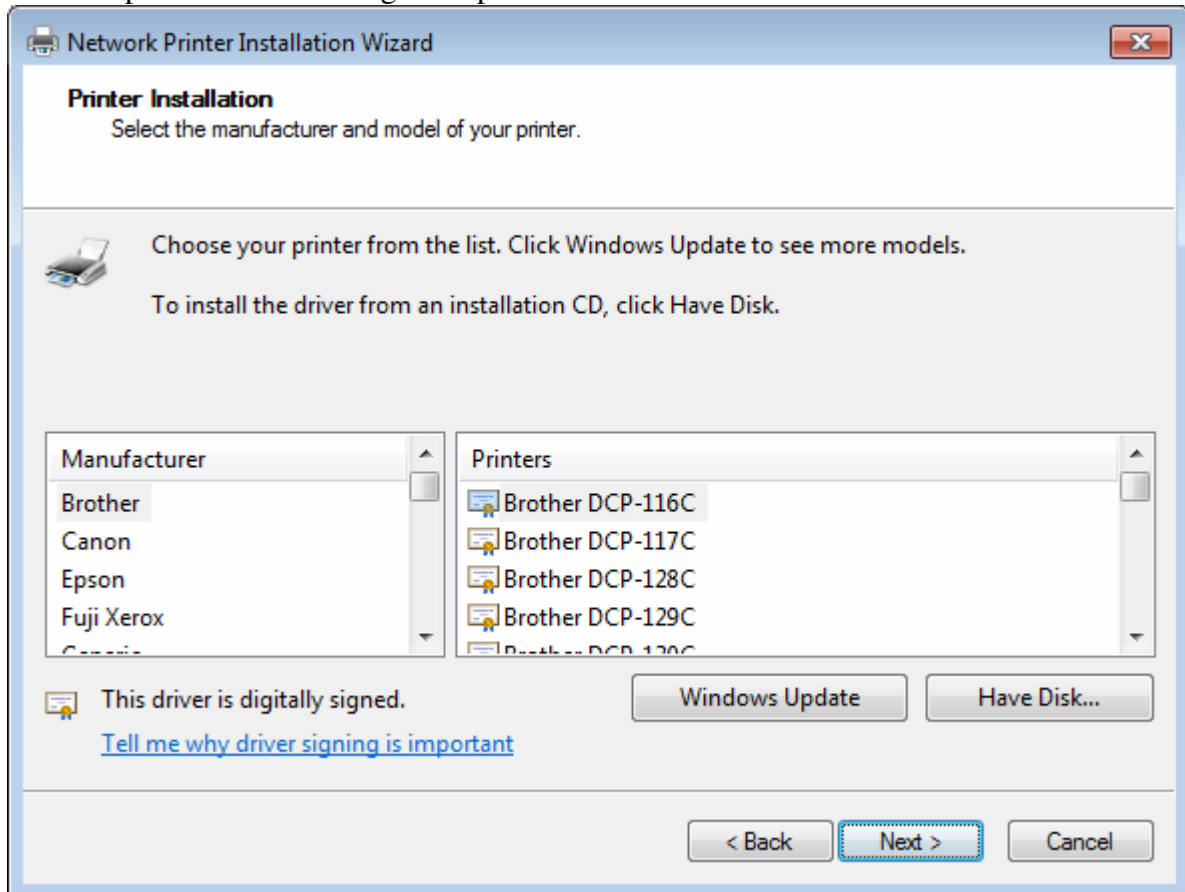 Network Printer Installation Wizard
Printer Installation
Select the manufacturer and model of your printer.
Choose your printer from the list. Click Windows Update to see more models.
To install the driver from an installation CD, click Have Disk.
Manufacturer
Brother
Canon
Epson
Fuji Xerox
Printers
Brother DCP-116C
Brother DCP-117C
Brother DCP-128C
Brother DCP-129C
This driver is digitally signed.
Windows Update
Have Disk...
Tell me why driver signing is important
< Back
Next >
Cancel